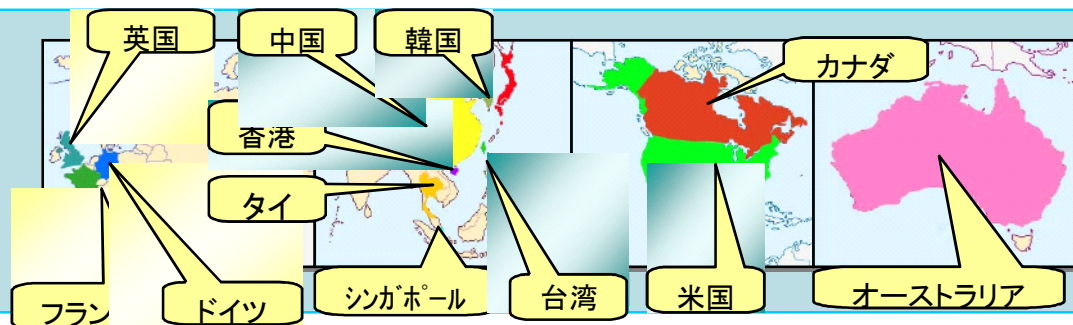 英国
中国
韓国
カナダ
香港
タイ
フラン
ドイツ
シンガポール
台湾
米国
オーストラリア